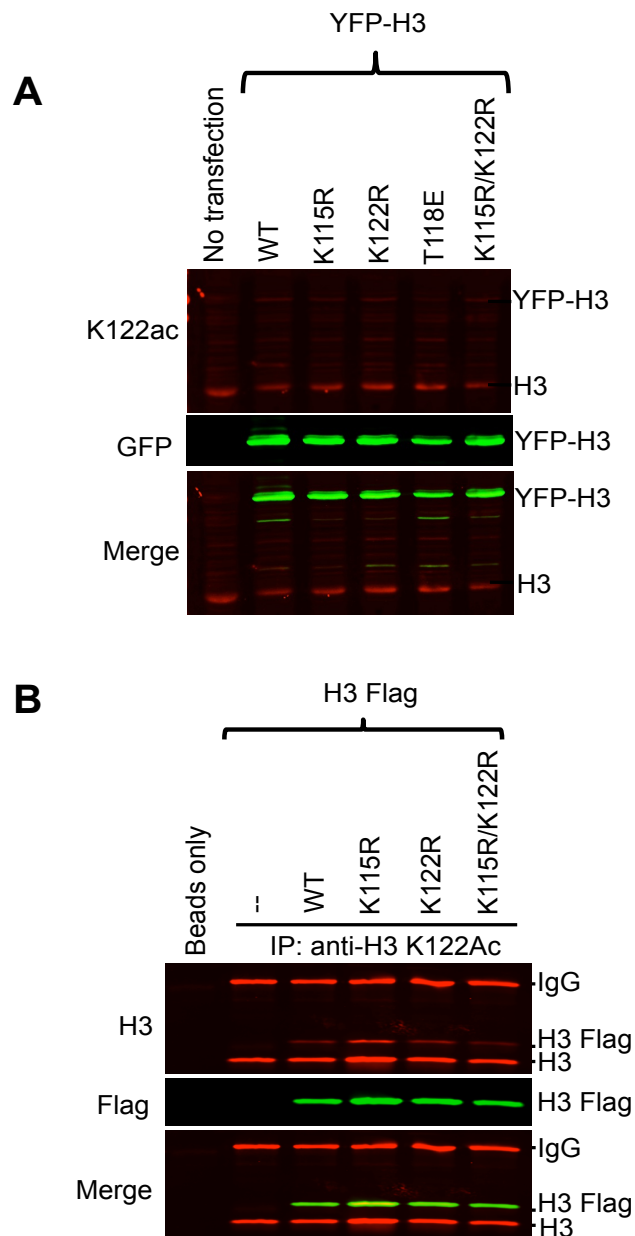 YFP-H3
A
No transfection
WT
K115R
K122R
T118E
K115R/K122R
K122ac
YFP-H3
H3
GFP
YFP-H3
Merge
YFP-H3
H3
B
H3 Flag
Beads only
--
WT
K115R
K122R
K115R/K122R
IP: anti-H3 K122Ac
H3
IgG
H3 Flag
H3
Flag
H3 Flag
Merge
IgG
H3 Flag
H3